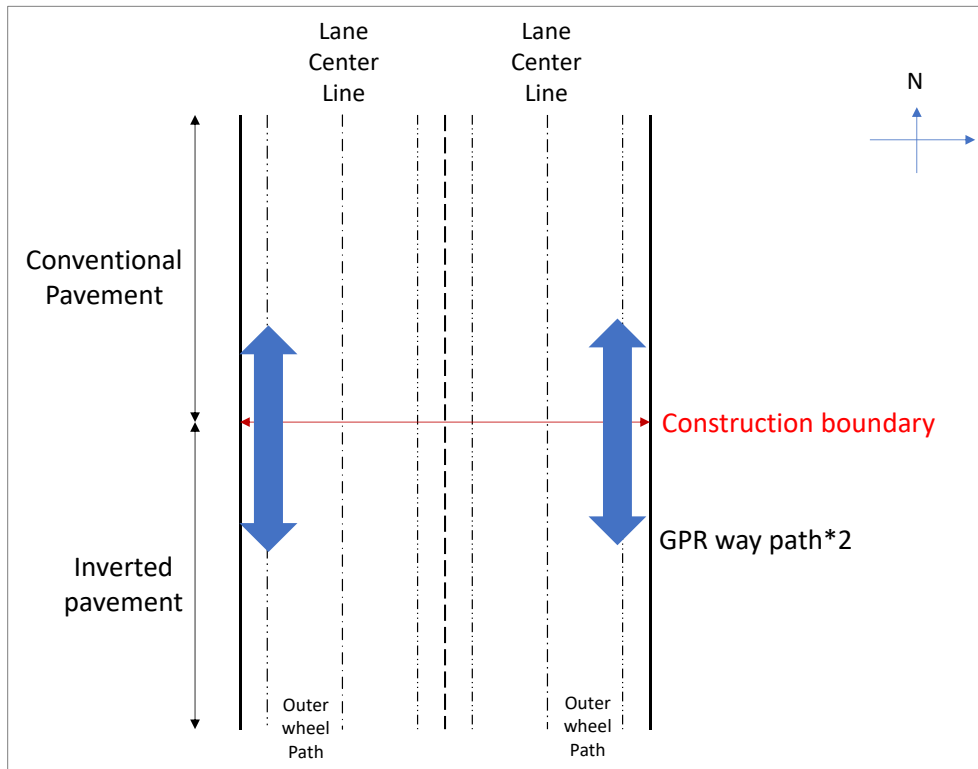 Lane
Center
Line
Lane
Center
Line
N
Conventional
Pavement
Construction boundary
GPR way path*2
Inverted
pavement
Outer
wheel
Path
Outer
wheel
Path